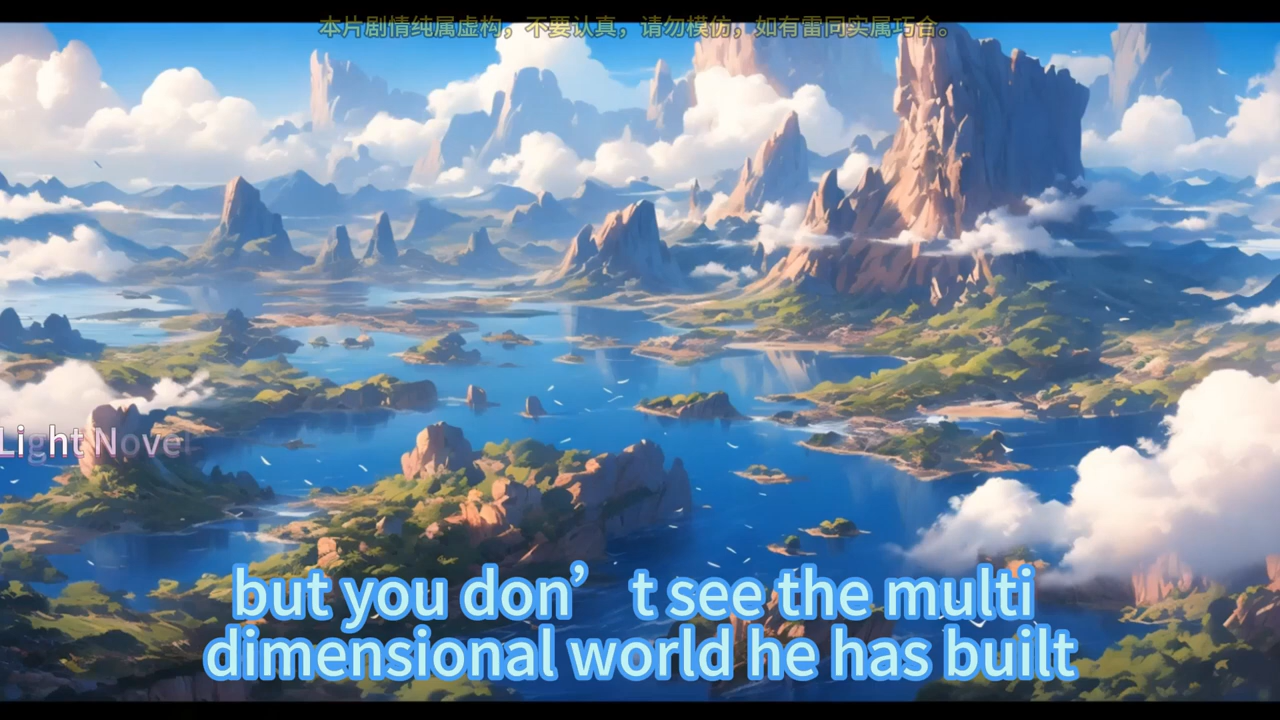 本片剧情纯属虚构，不要认真，请勿模仿，如有雷同实属巧合。
Light Novel
but you don’t see the multi
dimensional world he has built